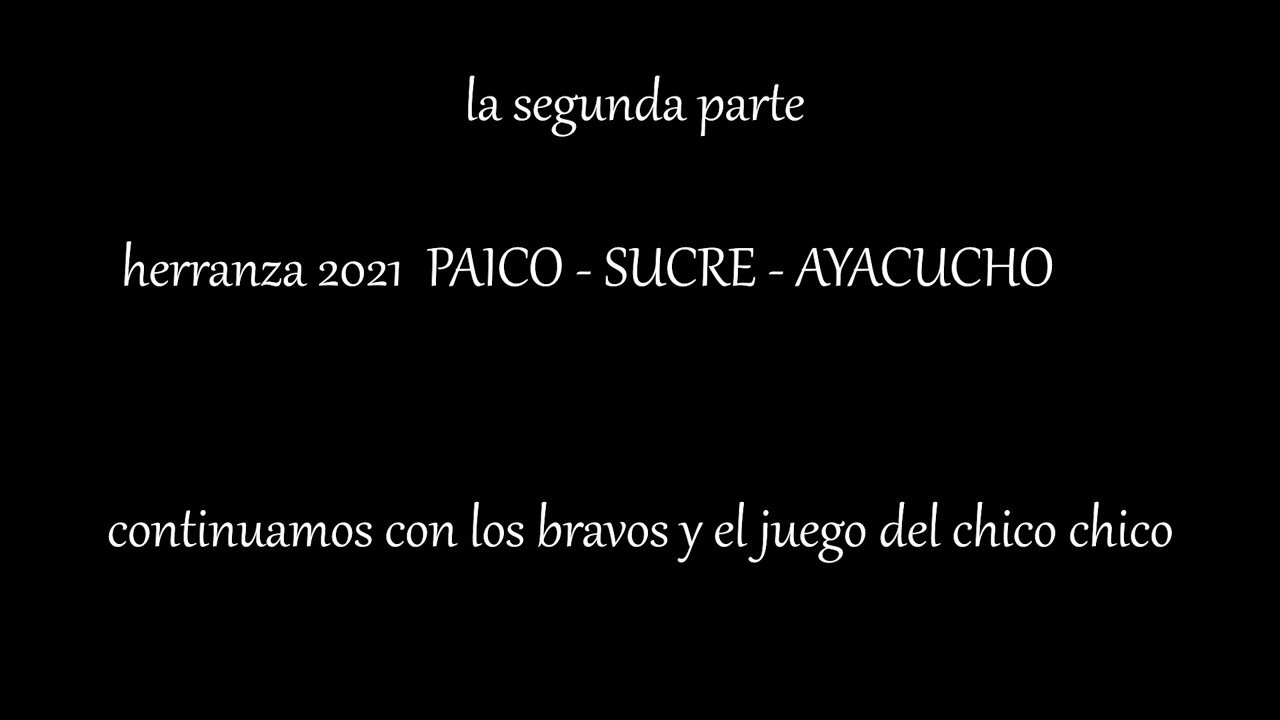 la segunda parte
herranza 2021 PAICO - SUCRE - AYACUCHO
continuamos con los bravos y el juego del chico chico